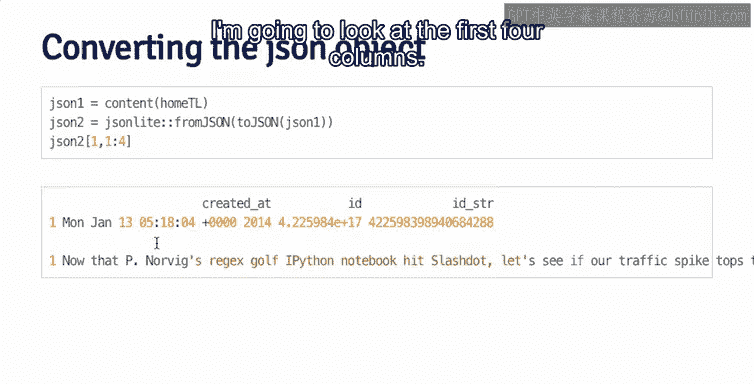 I'm going to look at the first four
columns.
Converting the json object
json1 = content(homeTL)
json2 = jsonlite::fromJSON(toJSON(json1))
json2[1,1:4]
created_at id id_str
1 Mon Jan 13 05:18:04 +0000 2014 4.225984e+17 422598398940684288
1 Now that P. Norvig's regex golf IPython notebook hit Slashdot, let's see if our traffic spike tops t